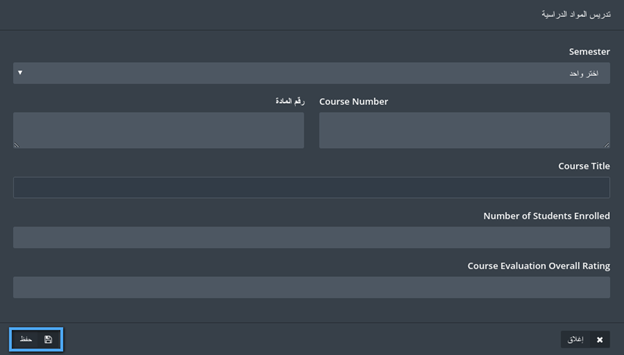 تدريس المواد الدراسية
Semester
اختر واحد
Course Number
رقم المادة
Course Title
Number of Students Enrolled
Course Evaluation Overall Rating
إغلاق
حفظ